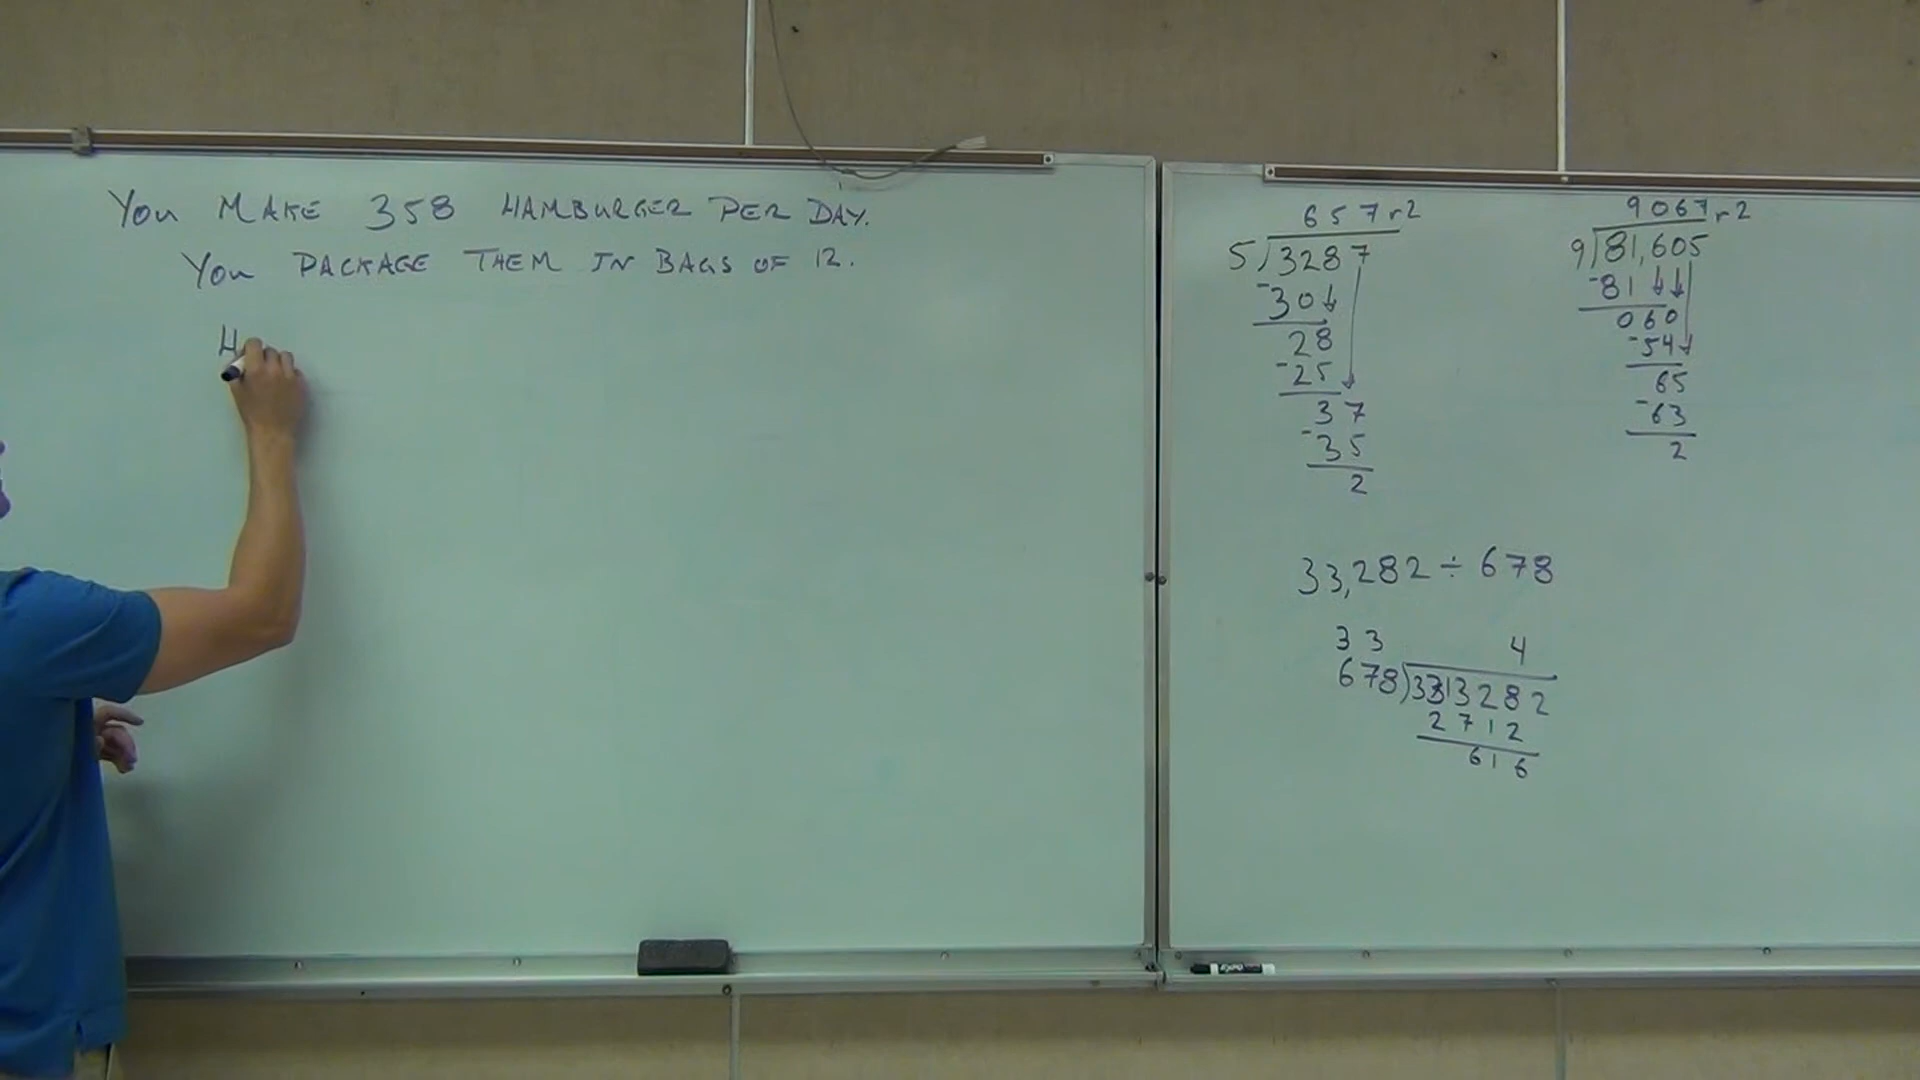 You MAKE 358 HAMBURGER PER DAY.
You PACKAGE THEM IN BAGS OF 12.
H
657 r2
5)3287
-30
28
-25
37
-35
2
9067 r2
9)81,605
-81
060
-54
65
-63
2
33,282 ÷ 678
33 4
678)3313282
2712
616
EXPO